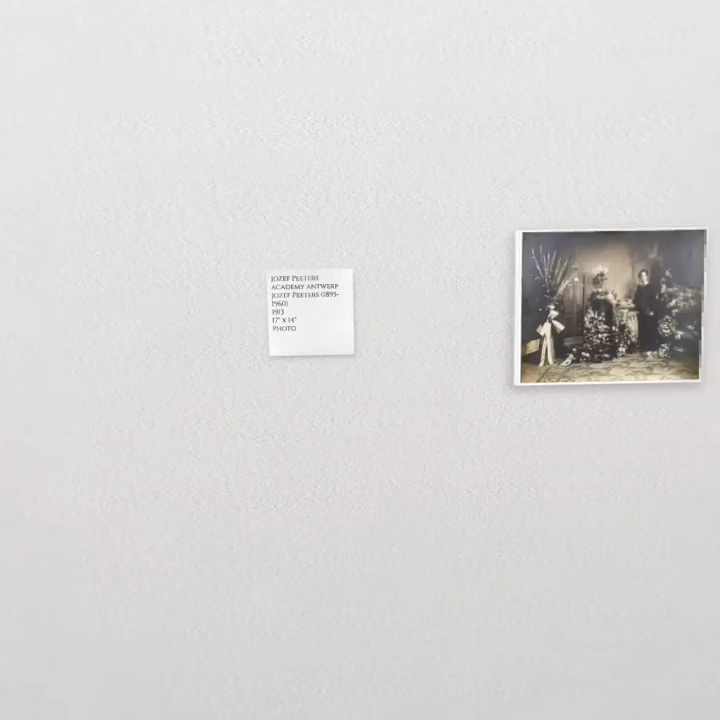 Jozef Peeters
Academy Antwerp
Jozef Peeters (1895-
1960)
1913
17" x 14"
Photo